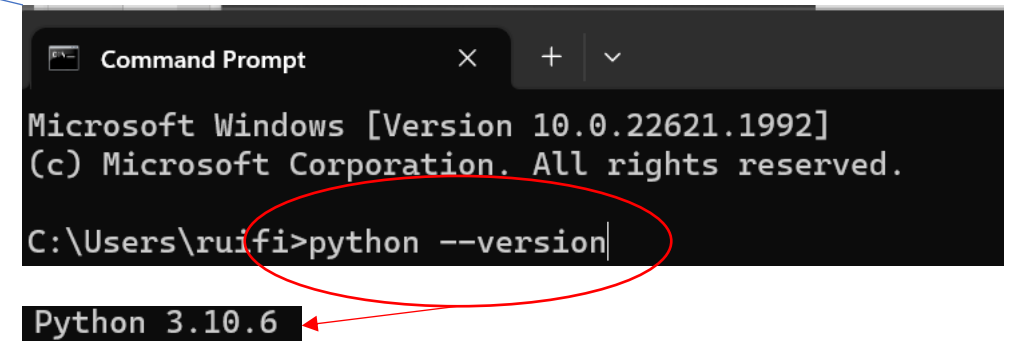 Command Prompt
Microsoft Windows [Version 10.0.22621.1992]
(c) Microsoft Corporation. All rights reserved.
C:\Users\ruifi>python --version
Python 3.10.6